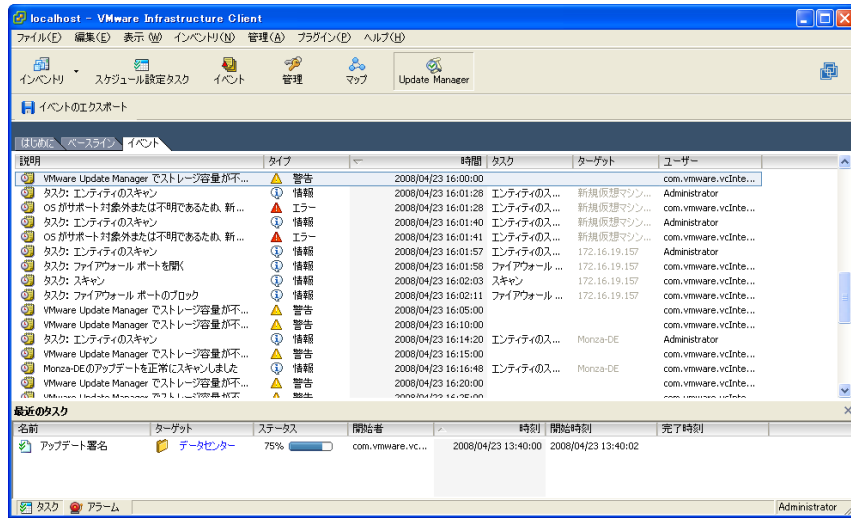 localhost - VMware Infrastructure Client
ファイル(F) 編集(E) 表示(W) インベントリ(N) 管理(A) プラグイン(P) ヘルプ(H)
インベントリ スケジュール設定タスク イベント 管理 マップ Update Manager
イベントのエクスポート
はじめに ベースライン イベント
説明 タイプ 時間 タスク ターゲット ユーザー
VMware Update Manager でストレージ容量が不... 警告 2008/04/23 16:00:00 com.vmware.vcInte...
タスク: エンティティのスキャン 情報 2008/04/23 16:01:28 エンティティのス... 新規仮想マシン... Administrator
OS がサポート対象外または不明であるため、新... エラー 2008/04/23 16:01:28 エンティティのス... 新規仮想マシン... com.vmware.vcInte...
タスク: エンティティのスキャン 情報 2008/04/23 16:01:40 エンティティのス... 新規仮想マシン... Administrator
OS がサポート対象外または不明であるため、新... エラー 2008/04/23 16:01:41 エンティティのス... 新規仮想マシン... com.vmware.vcInte...
タスク: エンティティのスキャン 情報 2008/04/23 16:01:57 エンティティのス... 172.16.19.157 Administrator
タスク: ファイアウォール ポートを開く 情報 2008/04/23 16:01:58 ファイアウォール ... 172.16.19.157 com.vmware.vcInte...
タスク: スキャン 情報 2008/04/23 16:02:03 スキャン 172.16.19.157 com.vmware.vcInte...
タスク: ファイアウォール ポートのブロック 情報 2008/04/23 16:02:11 ファイアウォール ... 172.16.19.157 com.vmware.vcInte...
VMware Update Manager でストレージ容量が不... 警告 2008/04/23 16:05:00 com.vmware.vcInte...
VMware Update Manager でストレージ容量が不... 警告 2008/04/23 16:10:00 com.vmware.vcInte...
タスク: エンティティのスキャン 情報 2008/04/23 16:14:20 エンティティのス... Monza-DE Administrator
VMware Update Manager でストレージ容量が不... 警告 2008/04/23 16:15:00 com.vmware.vcInte...
Monza-DEのアップデートを正常にスキャンしました 情報 2008/04/23 16:16:48 エンティティのス... Monza-DE com.vmware.vcInte...
VMware Update Manager でストレージ容量が不... 警告 2008/04/23 16:20:00 com.vmware.vcInte...
VMware Update Manager でストレージ容量が不... 警告 2008/04/23 16:25:00 com.vmware.vcInte...
最近のタスク
名前 ターゲット ステータス 開始者 時刻 開始時刻 完了時刻
アップデート署名 データセンター 75% com.vmware.vc... 2008/04/23 13:40:00 2008/04/23 13:40:02
タスク アラーム Administrator